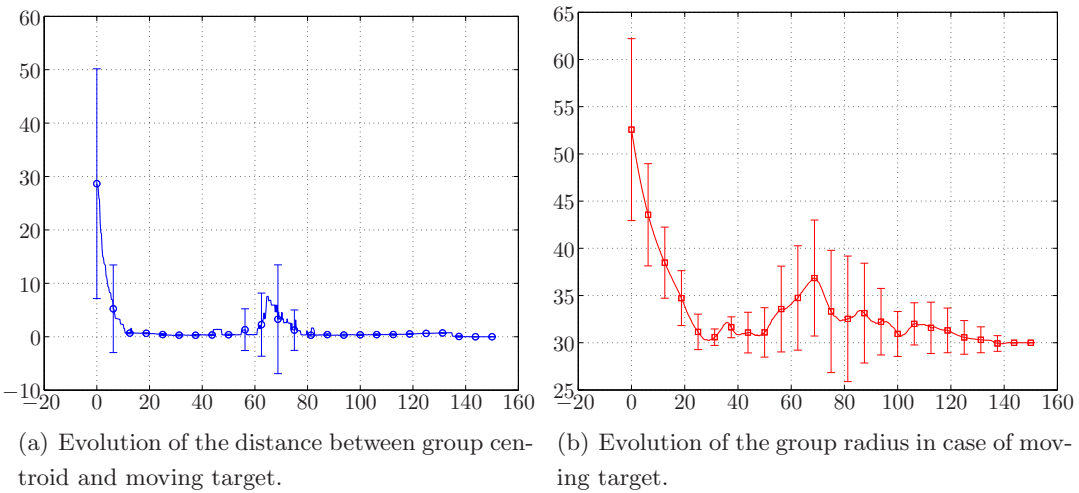 60
50
40
30
20
10
0
−10
−20 0 20 40 60 80 100 120 140 160
(a) Evolution of the distance between group cen-
troid and moving target.
65
60
55
50
45
40
35
30
25
−20 0 20 40 60 80 100 120 140 160
(b) Evolution of the group radius in case of mov-
ing target.